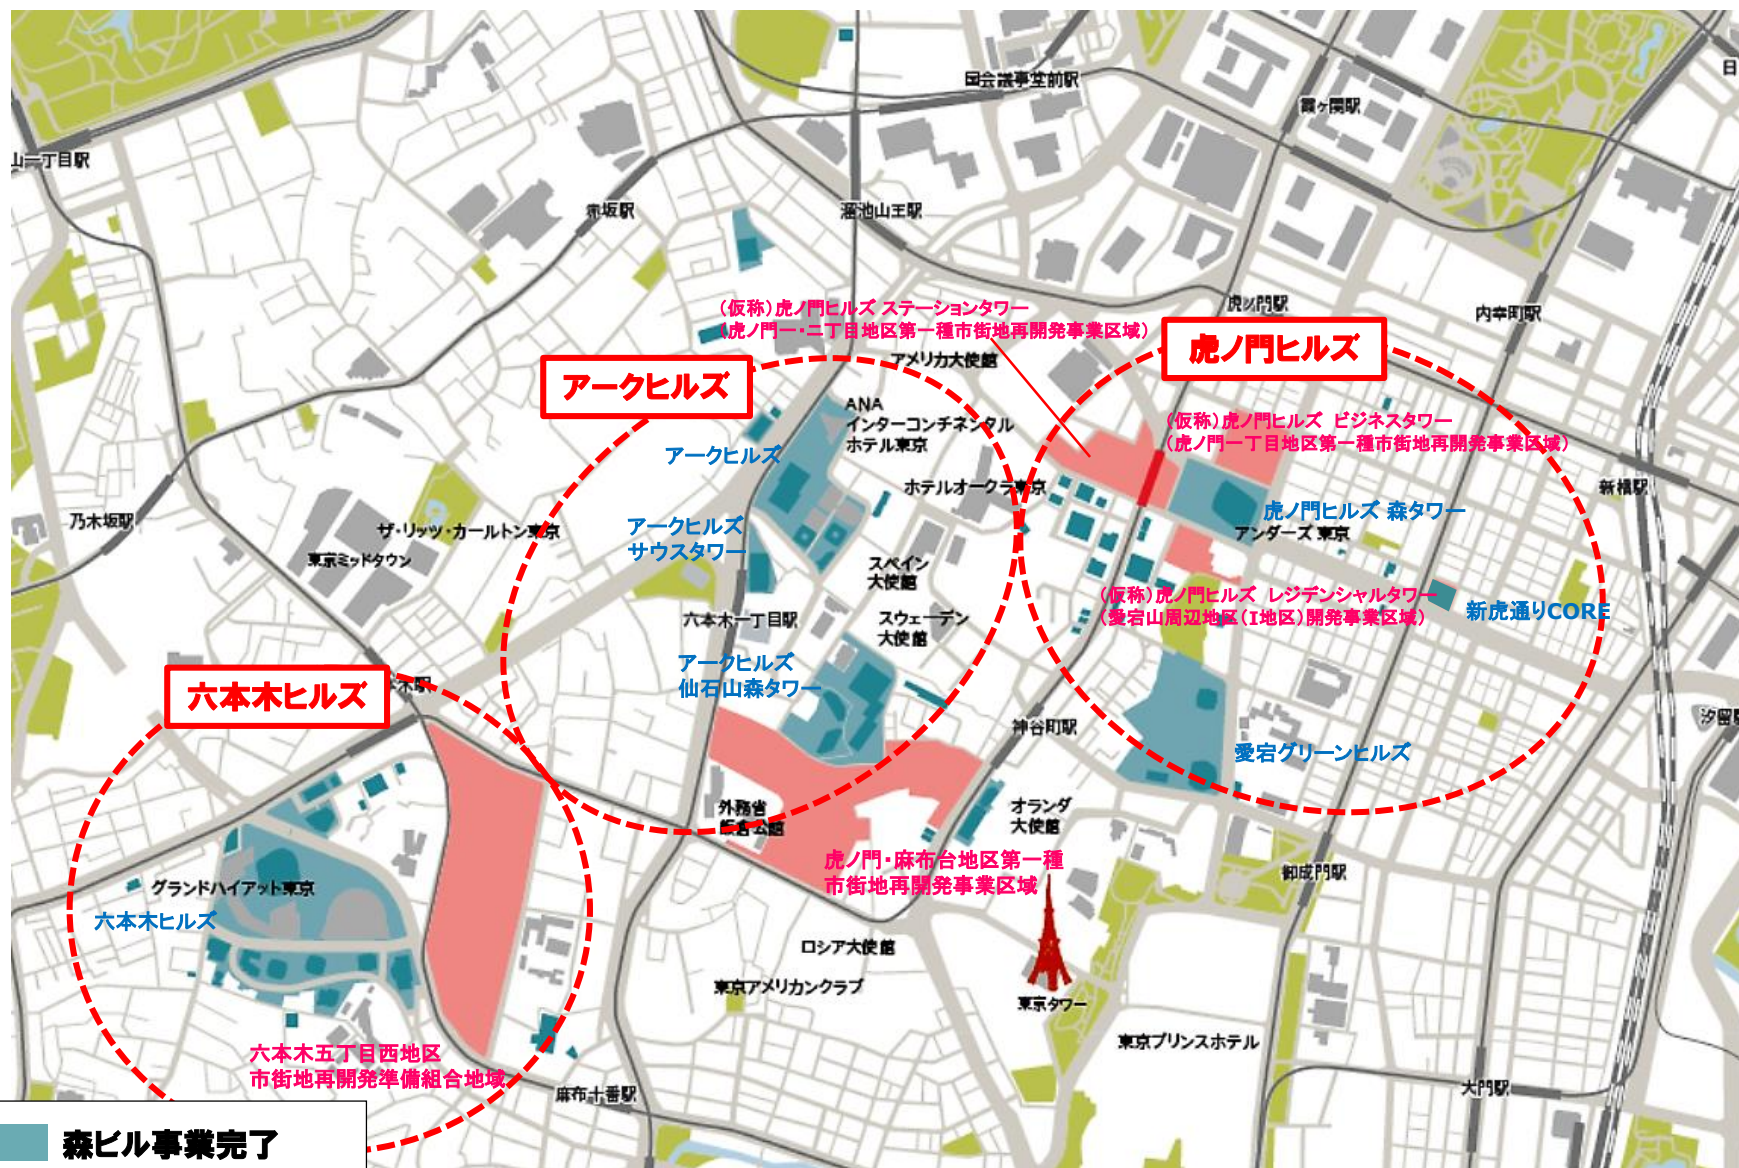 国会議事堂前駅
日
霞ヶ関駅
山一丁目駅
赤坂駅
溜池山王駅
虎ノ門駅
内幸町駅
(仮称)虎ノ門ヒルズ ステーションタワー
(虎ノ門一・二丁目地区第一種市街地再開発事業区域)
虎ノ門ヒルズ
アメリカ大使館
アークヒルズ
ANA
インターコンチネンタル
ホテル東京
(仮称)虎ノ門ヒルズ ビジネスタワー
(虎ノ門一丁目地区第一種市街地再開発事業区域)
アークヒルズ
ホテルオークラ東京
新橋駅
乃木坂駅
ザ・リッツ・カールトン東京
東京ミッドタウン
アークヒルズ
サウスタワー
虎ノ門ヒルズ 森タワー
アンダーズ 東京
スペイン
大使館
(仮称)虎ノ門ヒルズ レジデンシャルタワー
(愛宕山周辺地区(I地区)開発事業区域)
新虎通りCORE
六本木一丁目駅
スウェーデン
大使館
アークヒルズ
仙石山森タワー
六本木ヒルズ
木駅
神谷町駅
汐留
愛宕グリーンヒルズ
外務省
飯倉公館
オランダ
大使館
虎ノ門・麻布台地区第一種
市街地再開発事業区域
御成門駅
グランドハイアット東京
六本木ヒルズ
ロシア大使館
東京アメリカンクラブ
東京タワー
東京プリンスホテル
六本木五丁目西地区
市街地再開発準備組合地域
麻布十番駅
大門駅
森ビル事業完了